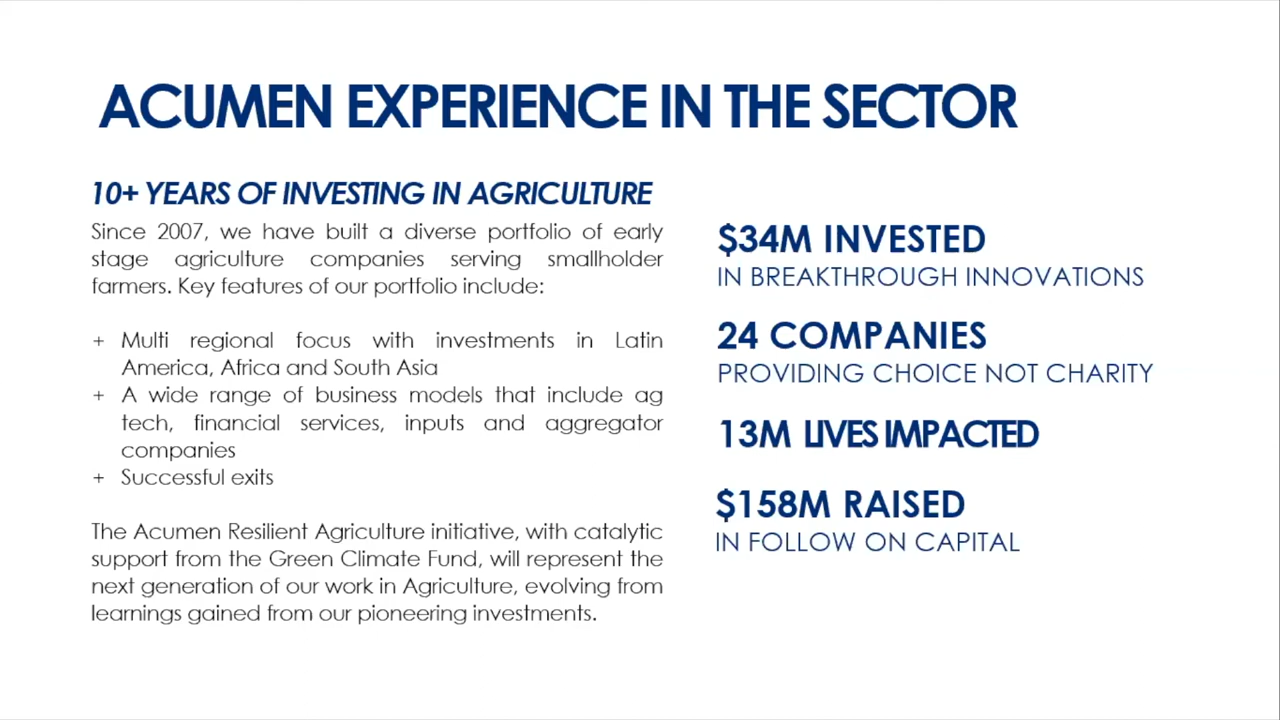 ACUMEN EXPERIENCE IN THE SECTOR
10+ YEARS OF INVESTING IN AGRICULTURE
Since 2007, we have built a diverse portfolio of early
stage agriculture companies serving smallholder
farmers. Key features of our portfolio include:
+ Multi regional focus with investments in Latin
America, Africa and South Asia
+ A wide range of business models that include ag
tech, financial services, inputs and aggregator
companies
+ Successful exits
The Acumen Resilient Agriculture initiative, with catalytic
support from the Green Climate Fund, will represent the
next generation of our work in Agriculture, evolving from
learnings gained from our pioneering investments.
$34M INVESTED
IN BREAKTHROUGH INNOVATIONS
24 COMPANIES
PROVIDING CHOICE NOT CHARITY
13M LIVES IMPACTED
$158M RAISED
IN FOLLOW ON CAPITAL